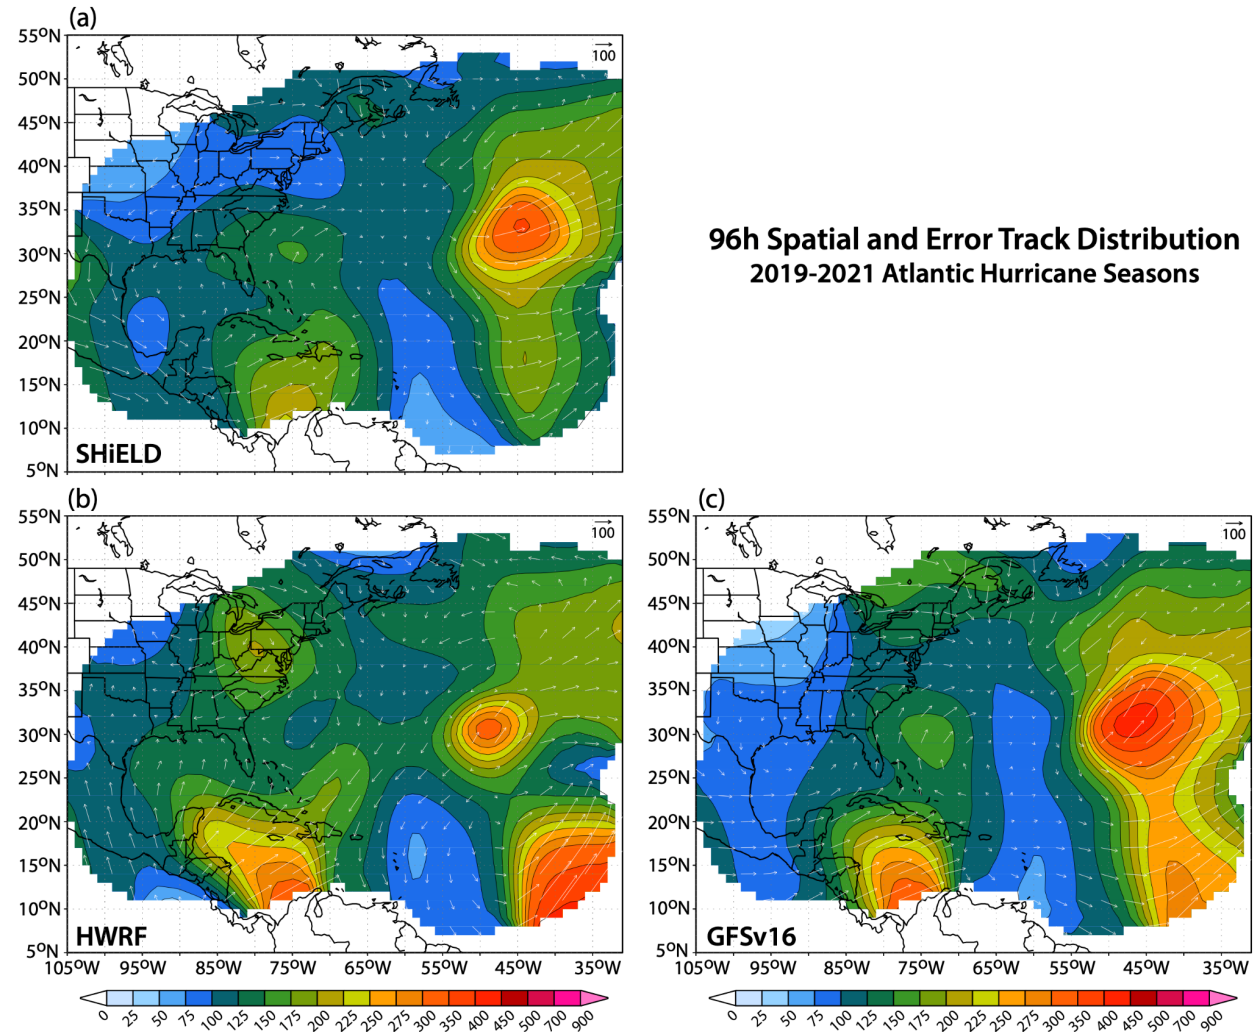 (a)
55°N
50°N
45°N
40°N
35°N
30°N
25°N
20°N
15°N
10°N
5°N
100
SHiELD
96h Spatial and Error Track Distribution
2019-2021 Atlantic Hurricane Seasons
(b)
55°N
50°N
45°N
40°N
35°N
30°N
25°N
20°N
15°N
10°N
5°N
100
HWRF
105°W 95°W 85°W 75°W 65°W 55°W 45°W 35°W
0 25 50 75 100 125 150 175 200 225 250 275 300 350 400 450 500 700 900
(c)
55°N
50°N
45°N
40°N
35°N
30°N
25°N
20°N
15°N
10°N
5°N
100
GFSv16
105°W 95°W 85°W 75°W 65°W 55°W 45°W 35°W
0 25 50 75 100 125 150 175 200 225 250 275 300 350 400 450 500 700 900